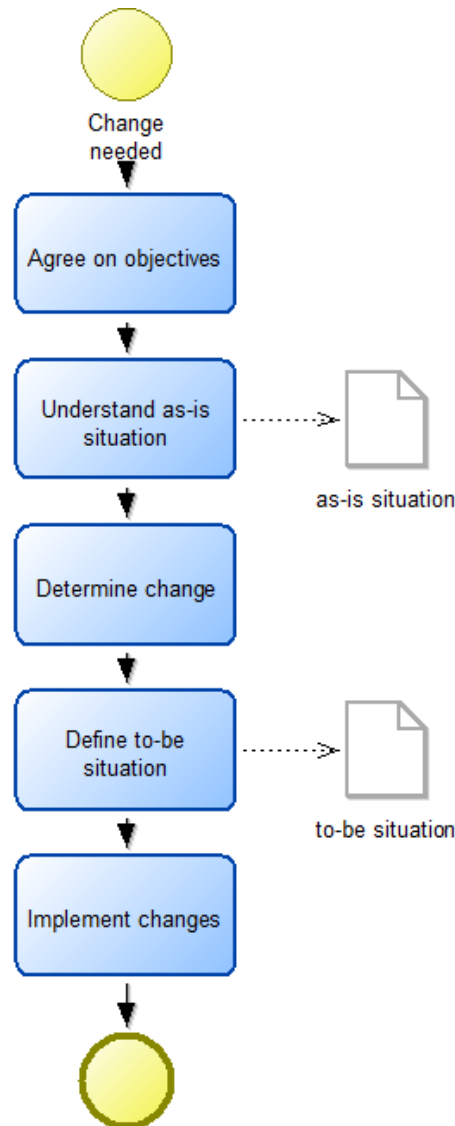 Change
needed
Agree on objectives
Understand as-is
situation
as-is situation
Determine change
Define to-be
situation
to-be situation
Implement changes